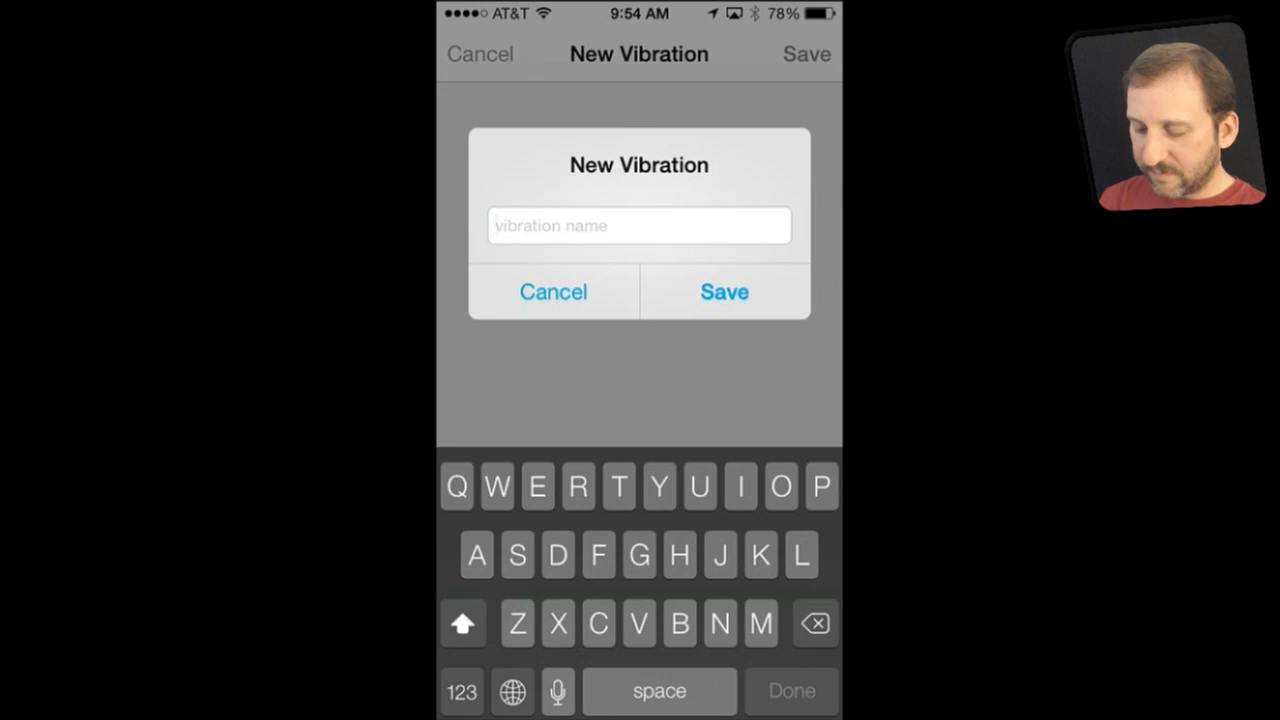 AT&T 9:54 AM 78%
Cancel New Vibration Save
New Vibration
vibration name
Cancel Save
Q W E R T Y U I O P
A S D F G H J K L
Z X C V B N M
123 space Done